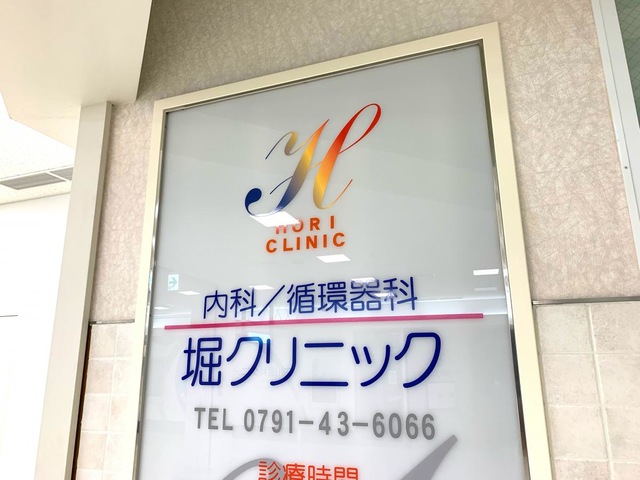 H
HORI
CLINIC
内科／循環器科
堀クリニック
TEL 0791-43-6066
診療時間